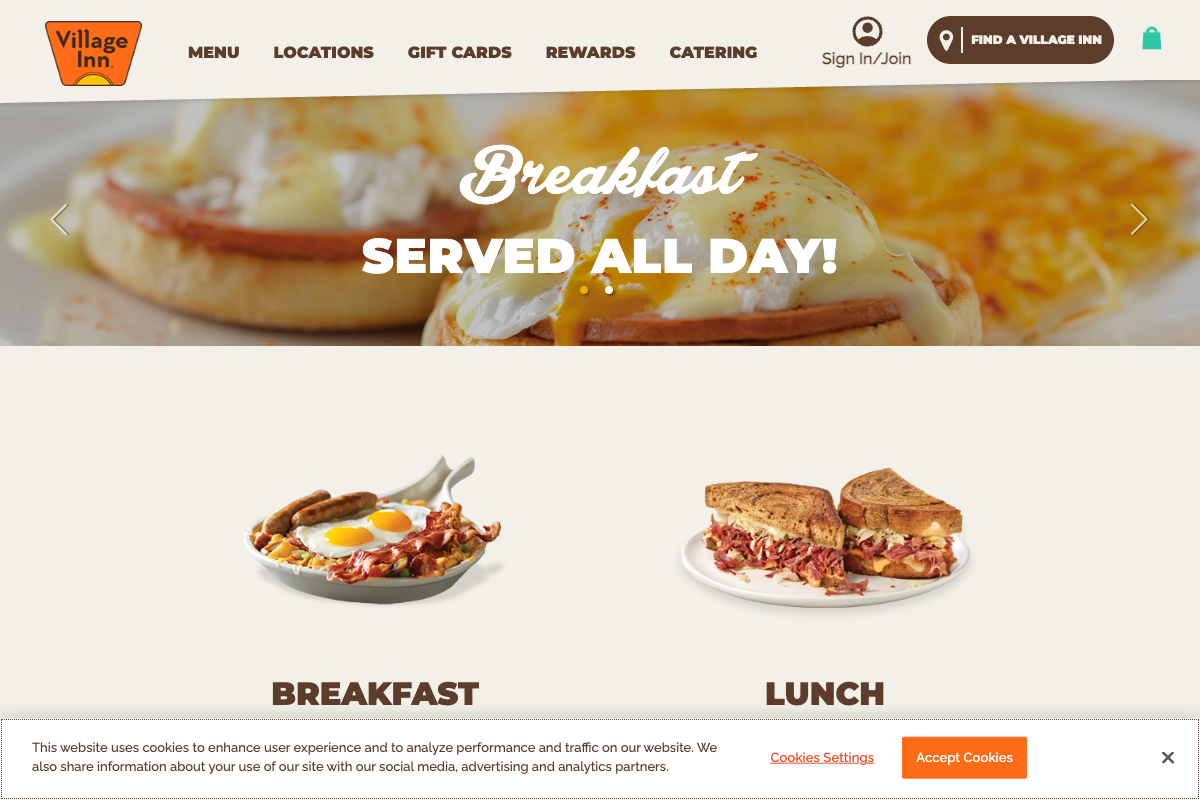 Village
Inn
MENU
LOCATIONS
GIFT CARDS
REWARDS
CATERING
Sign In/Join
FIND A VILLAGE INN
Breakfast
SERVED ALL DAY!
BREAKFAST
LUNCH
This website uses cookies to enhance user experience and to analyze performance and traffic on our website. We
also share information about your use of our site with our social media, advertising and analytics partners.
Cookies Settings
Accept Cookies